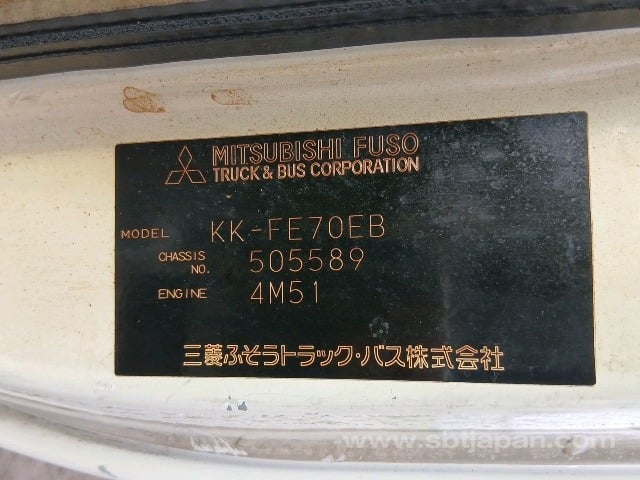 MITSUBISHI FUSO
TRUCK & BUS CORPORATION
MODEL KK-FE70EB
CHASSIS NO. 505589
ENGINE 4M51
三菱ふそうトラック・バス株式会社
www.sbtjapan.com